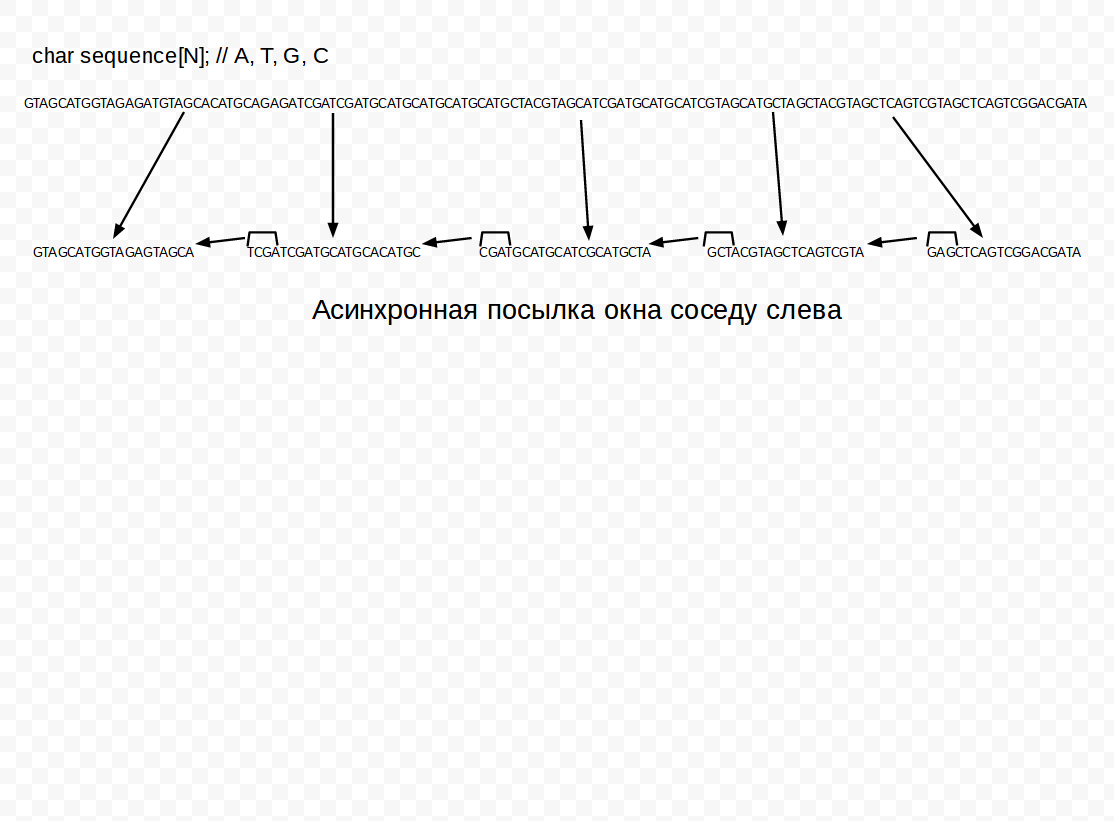 char sequence[N]; // A, T, G, C
GTAGCATGGTAGAGATGTAGCACATGCAGAGATCGATCGATGCATGCATGCATGCATGCTACGTAGCATCGATGCATGCATCGTAGCATGCTAGCTACGTAGCTCAGTCGTAGCTCAGTCGGACGATA
GTAGCATGGTAGAGTAGCA TCGATCGATGCATGCACATGC CGATGCATGCATCGCATGCTA GCTACGTAGCTCAGTCGTA GAGCTCAGTCGGACGATA
Асинхронная посылка окна соседу слева